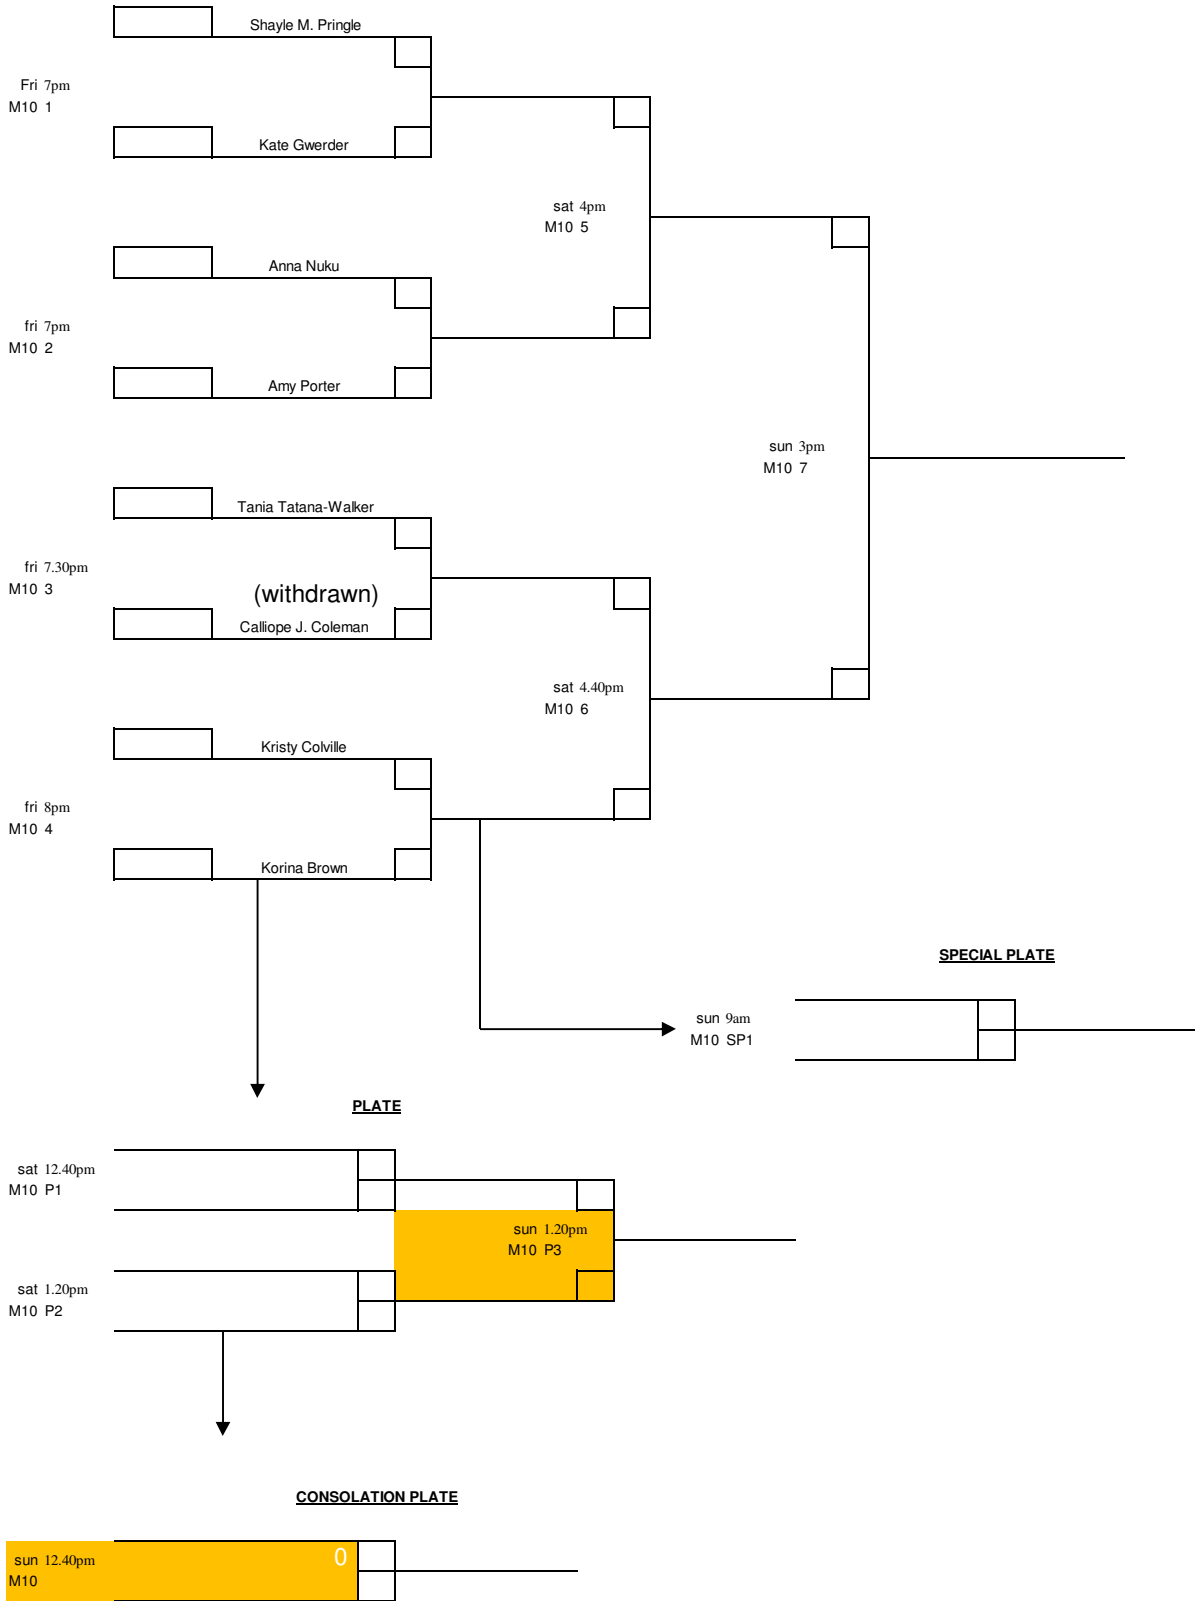 Shayle M. Pringle
Fri 7pm
M10 1
Kate Gwerder
sat 4pm
M10 5
Anna Nuku
fri 7pm
M10 2
Amy Porter
sun 3pm
M10 7
Tania Tatana-Walker
fri 7.30pm
M10 3
(withdrawn)
Calliope J. Coleman
sat 4.40pm
M10 6
Kristy Colville
fri 8pm
M10 4
Korina Brown
SPECIAL PLATE
sun 9am
M10 SP1
PLATE
sat 12.40pm
M10 P1
sun 1.20pm
M10 P3
sat 1.20pm
M10 P2
CONSOLATION PLATE
sun 12.40pm 0
M10